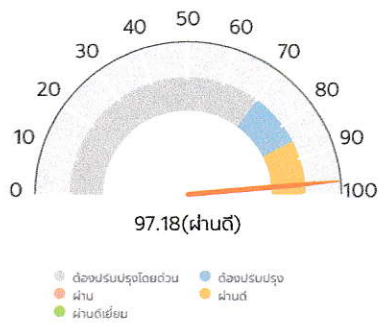 50
40 60
30 70
20 80
10 90
0 100
97.18(ผ่านดี)
ต้องปรับปรุงโดยด่วน ต้องปรับปรุง
ผ่าน ผ่านดี
ผ่านดีเยี่ยม